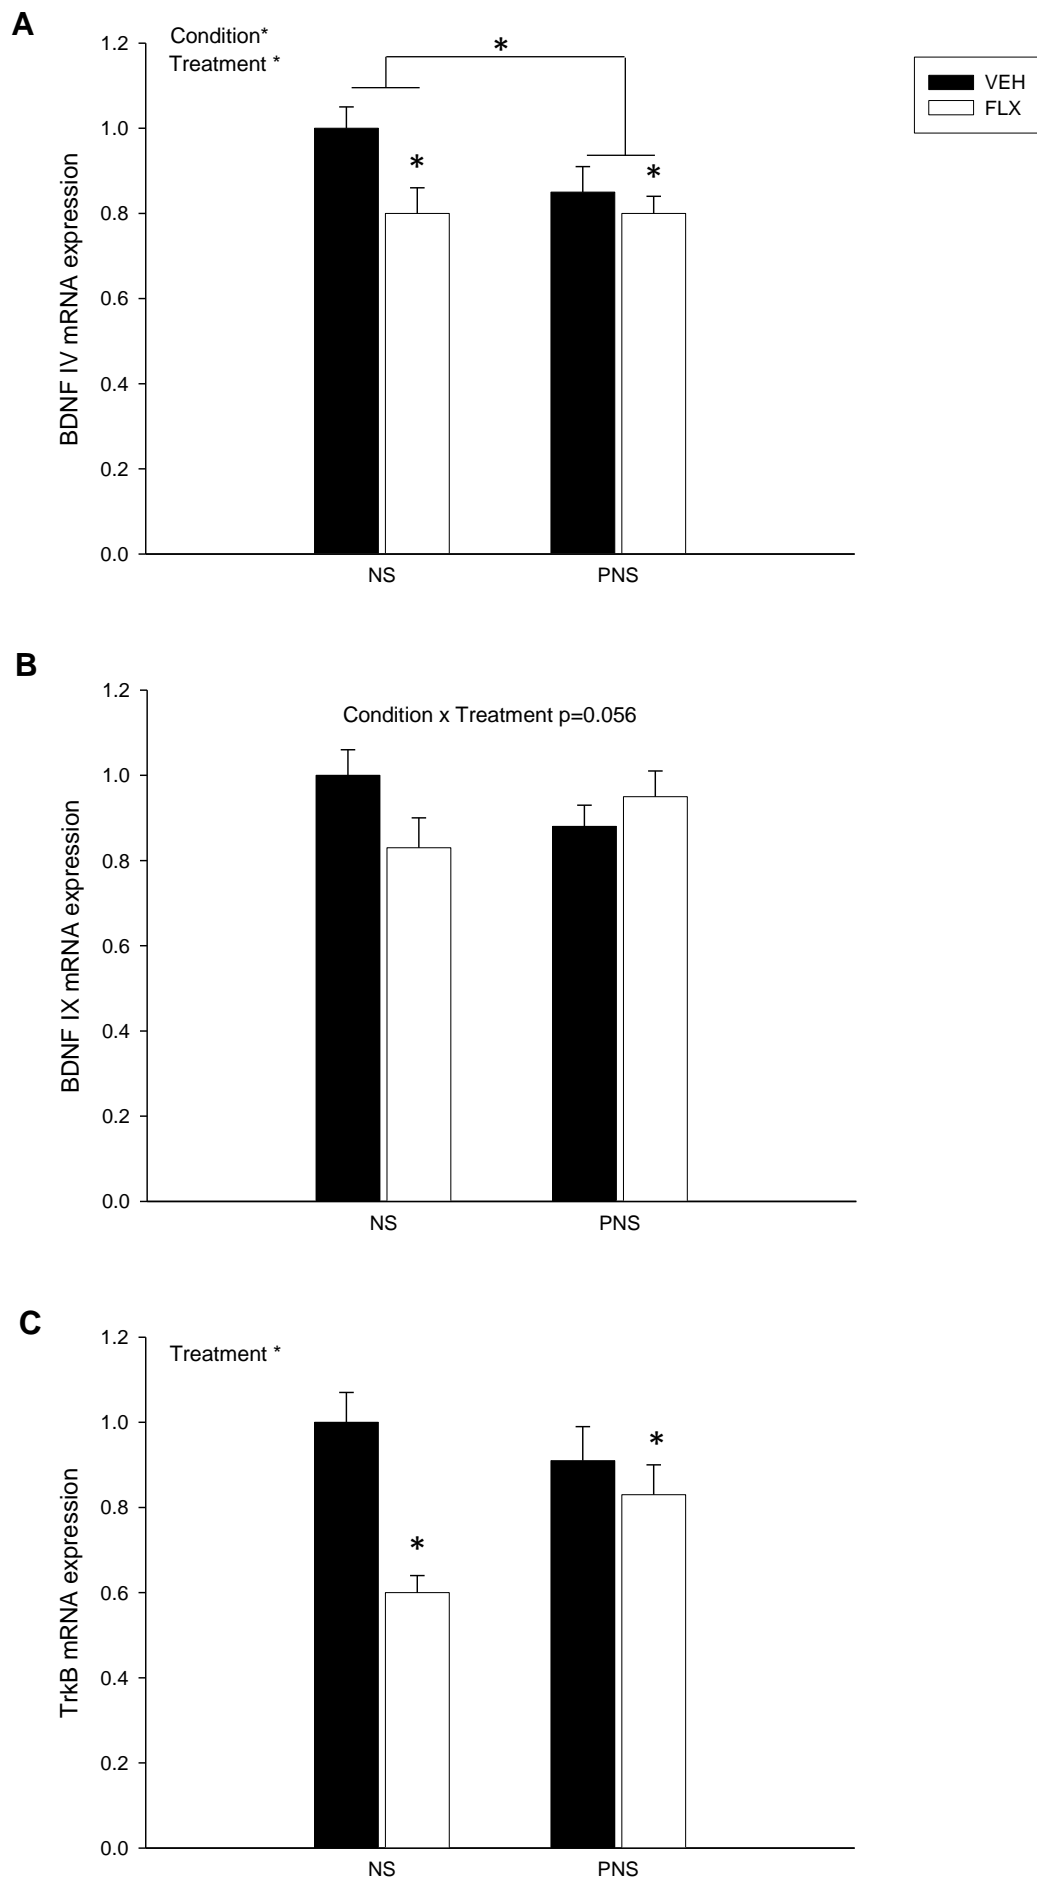 A
Condition*
Treatment *
*
VEH
FLX
BDNF IV mRNA expression
1.2
1.0
0.8
0.6
0.4
0.2
0.0
*
*
NS
PNS
B
Condition x Treatment p=0.056
BDNF IX mRNA expression
1.2
1.0
0.8
0.6
0.4
0.2
0.0
NS
PNS
C
Treatment *
TrkB mRNA expression
1.2
1.0
0.8
0.6
0.4
0.2
0.0
*
*
NS
PNS